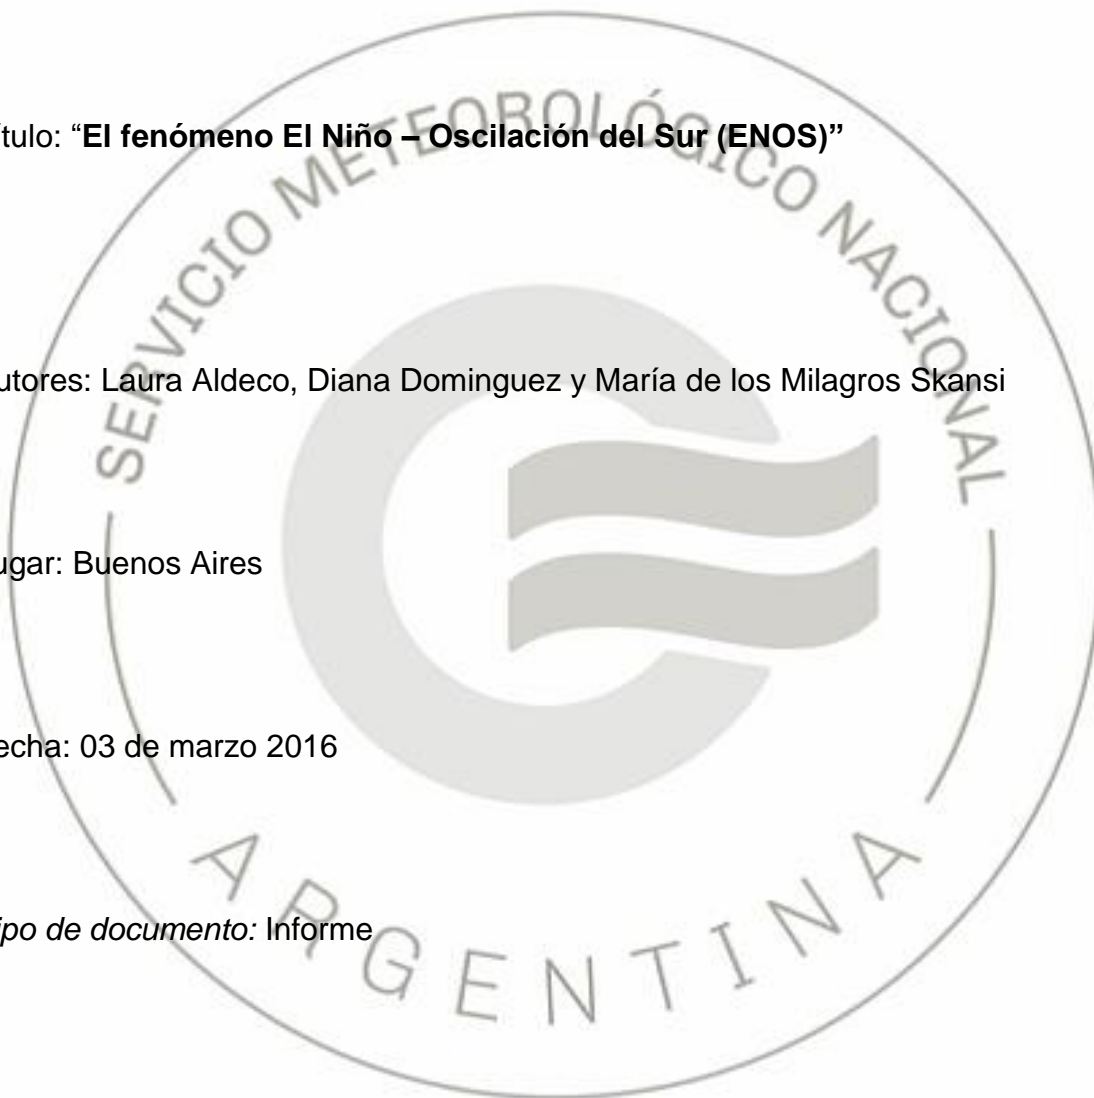 ítulo: “El fenómeno El Niño – Oscilación del Sur (ENOS)”
SERVICIO METEOROLÓGICO NACIONAL
utores: Laura Aldeco, Diana Dominguez y María de los Milagros Skansi
ugar: Buenos Aires
echa: 03 de marzo 2016
ipo de documento: Informe
ARGENTINA